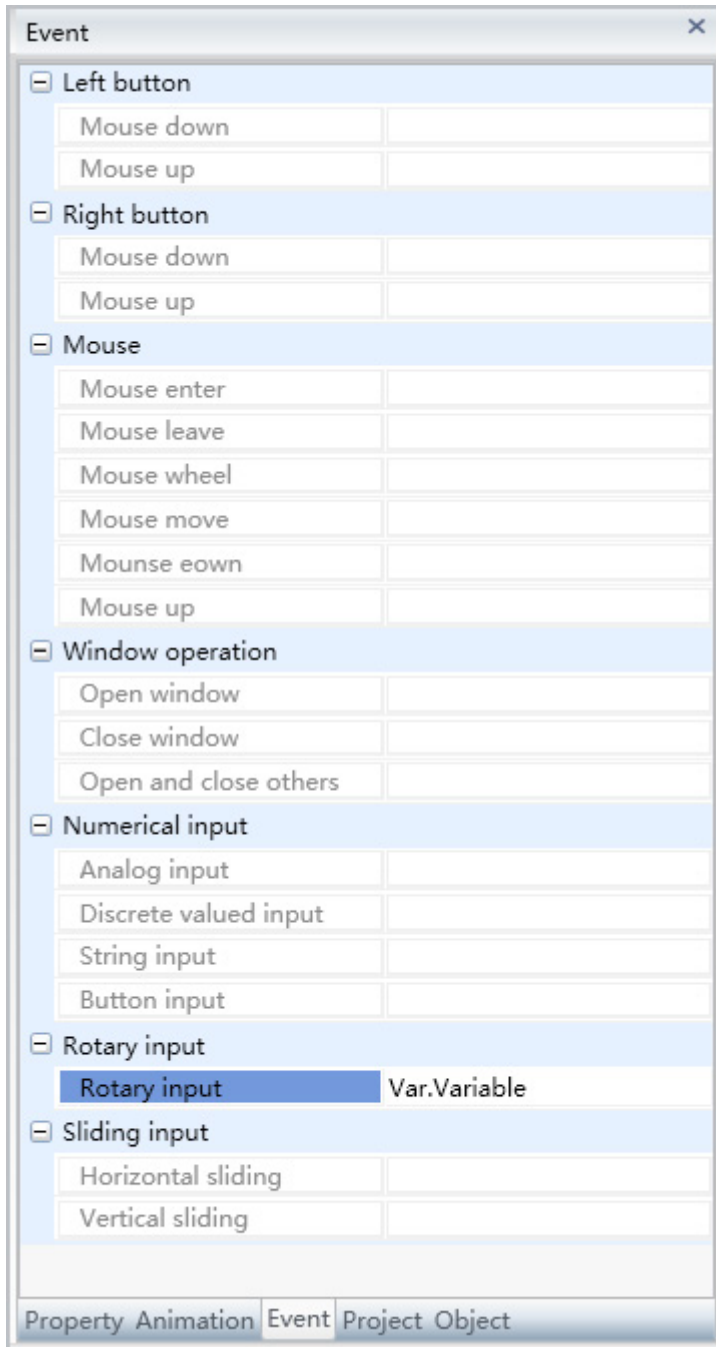 Event
Left button
Mouse down
Mouse up
Right button
Mouse down
Mouse up
Mouse
Mouse enter
Mouse leave
Mouse wheel
Mouse move
Mounse eown
Mouse up
Window operation
Open window
Close window
Open and close others
Numerical input
Analog input
Discrete valued input
String input
Button input
Rotary input
Rotary input Var.Variable
Sliding input
Horizontal sliding
Vertical sliding
Property Animation Event Project Object